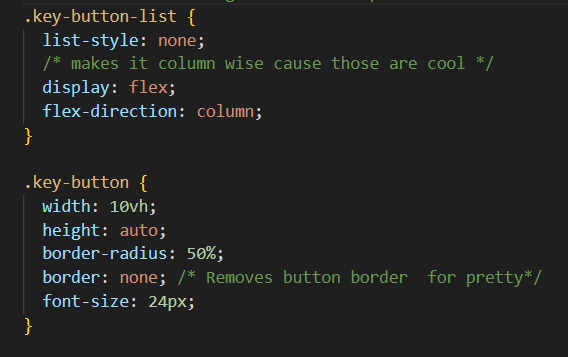 .key-button-list {
  list-style: none;
  /* makes it column wise cause those are cool */
  display: flex;
  flex-direction: column;
}

.key-button {
  width: 10vh;
  height: auto;
  border-radius: 50%;
  border: none; /* Removes button border  for pretty*/
  font-size: 24px;
}